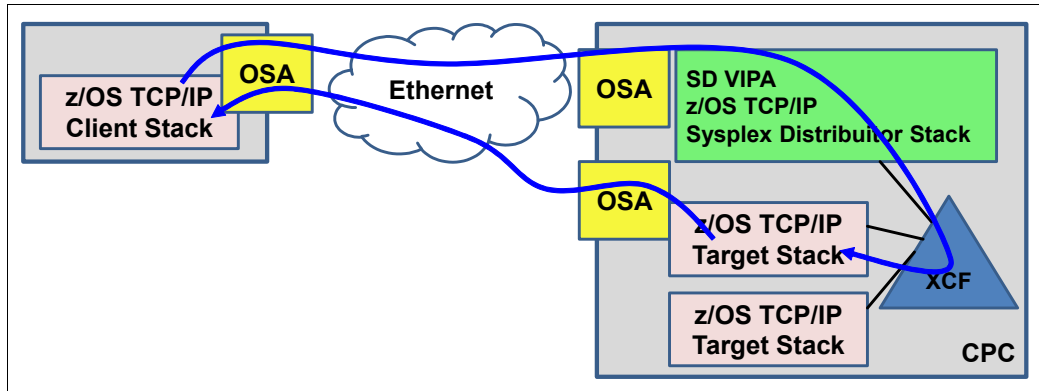 OSA
z/OS TCP/IP
Client Stack
Ethernet
OSA
SD VIPA
z/OS TCP/IP
Sysplex Distribuitor Stack
OSA
z/OS TCP/IP
Target Stack
XCF
z/OS TCP/IP
Target Stack
CPC